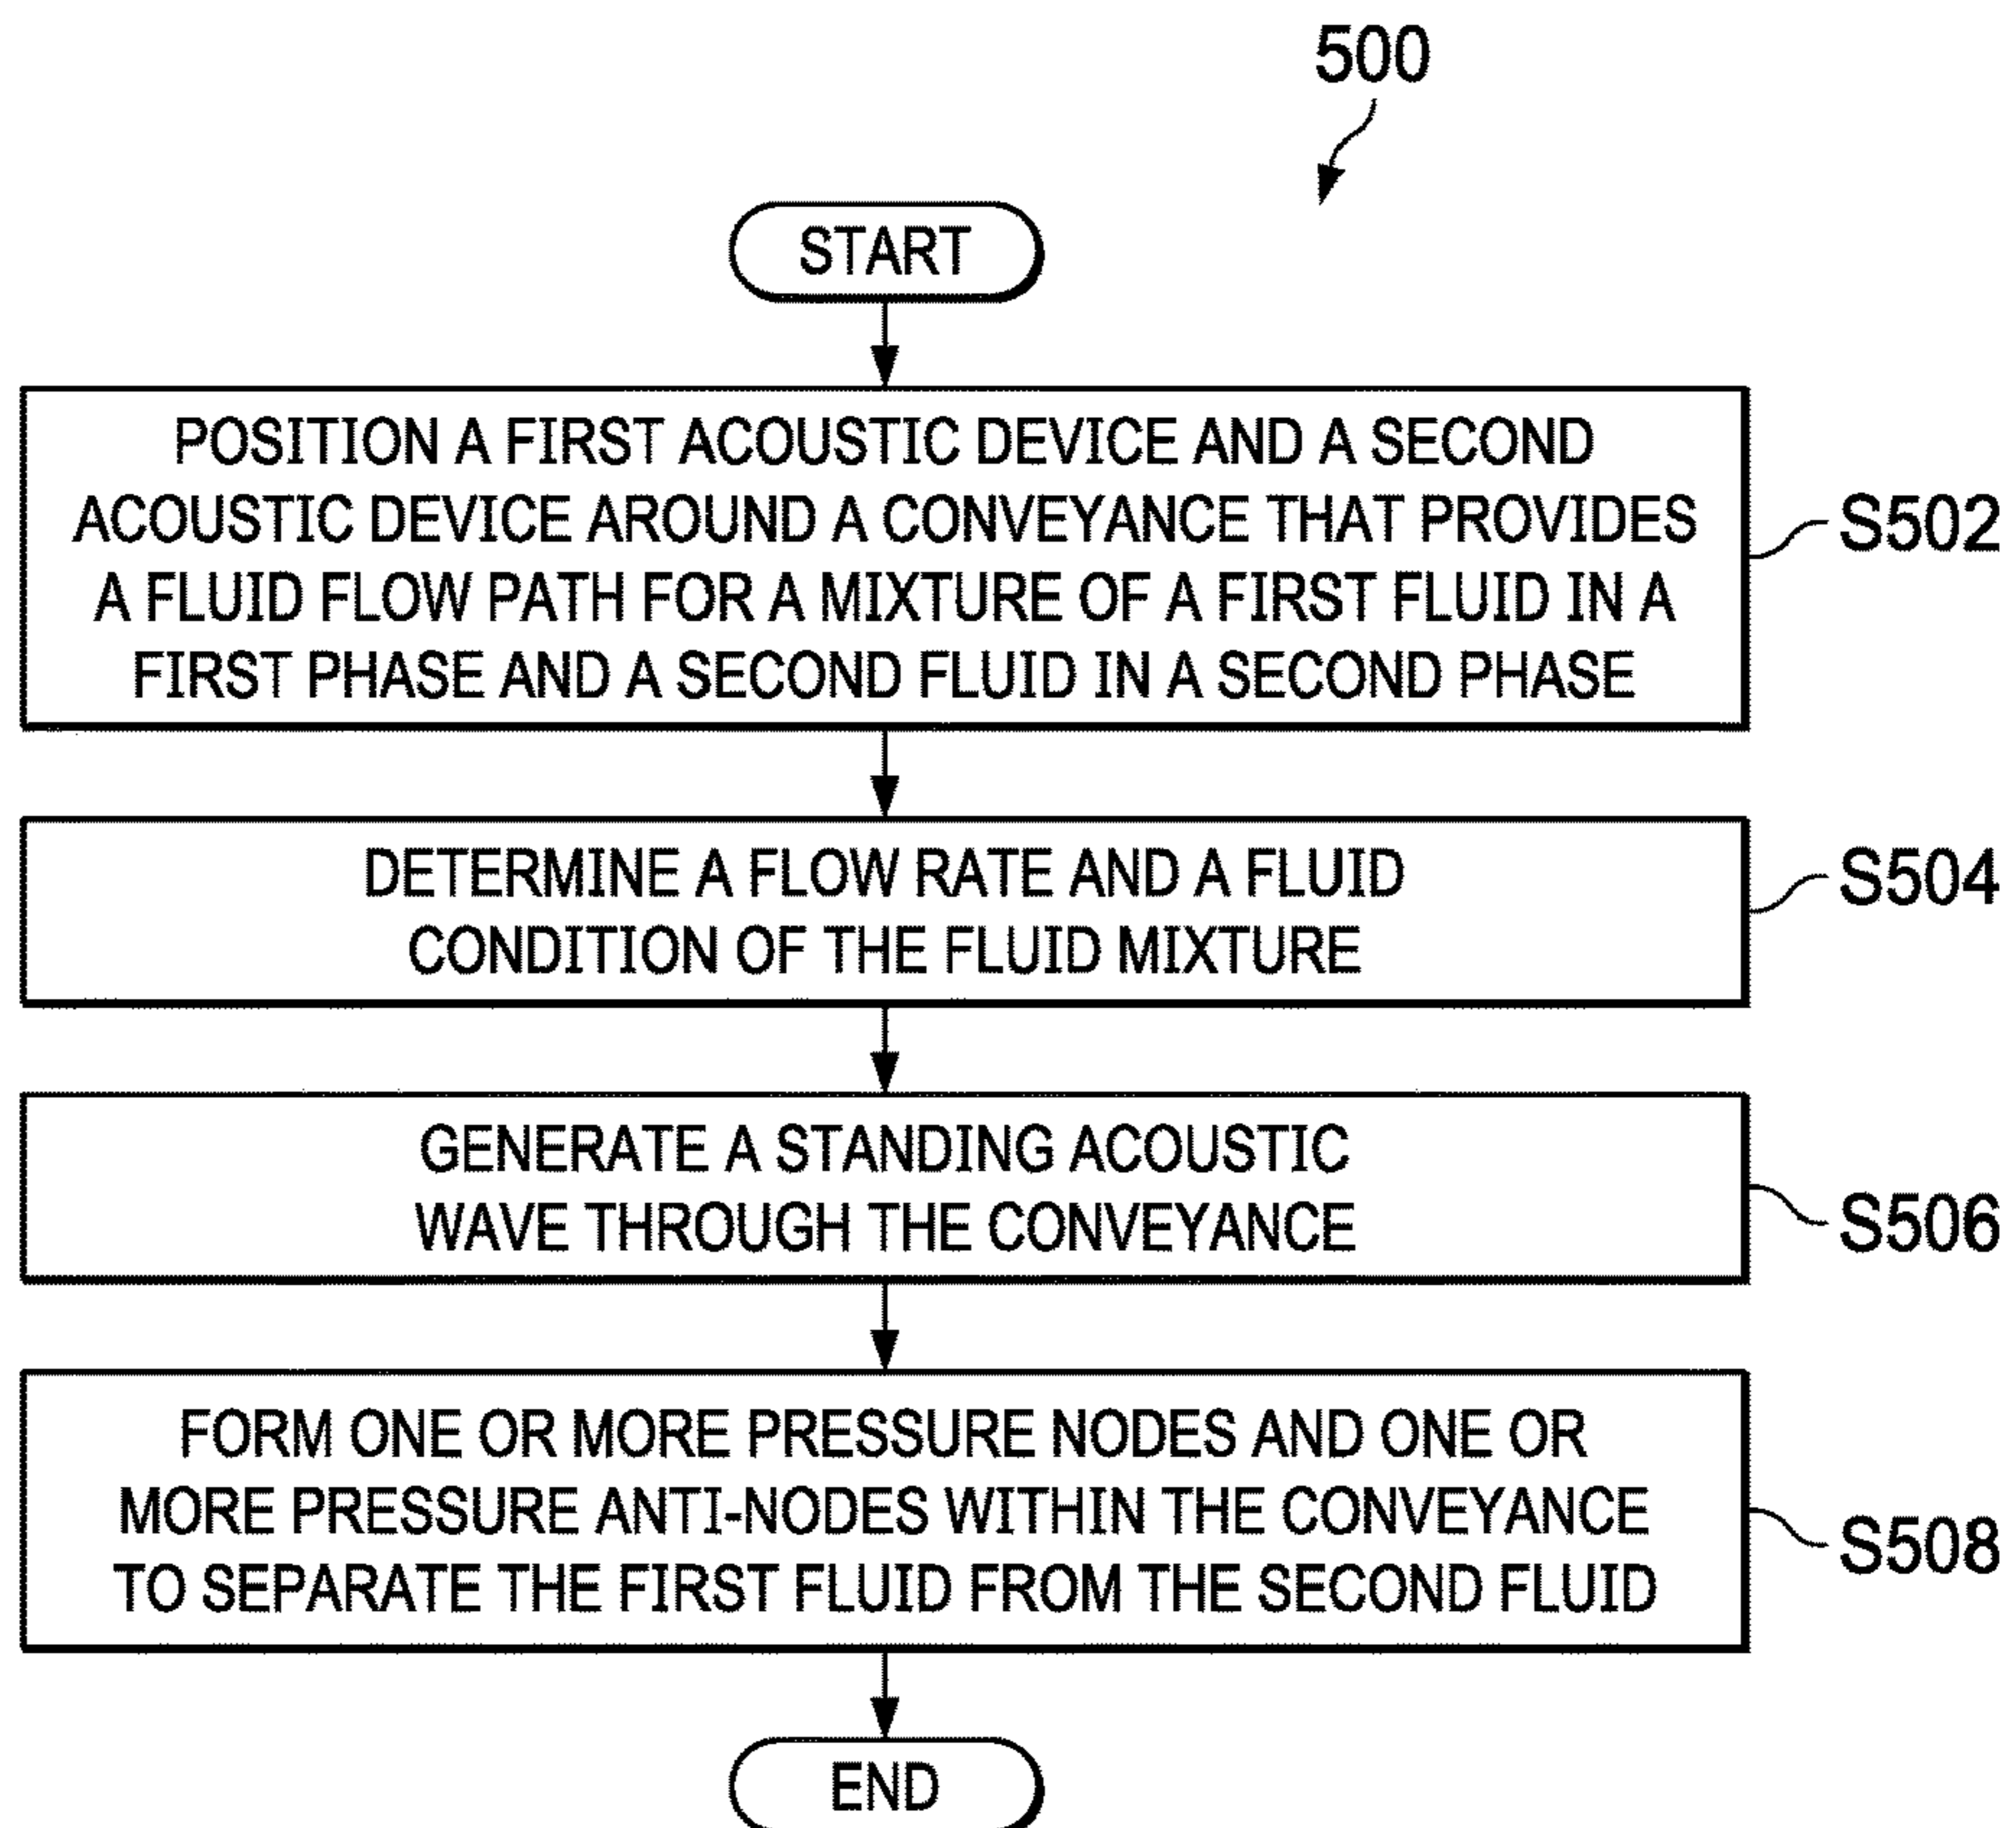 500
START
POSITION A FIRST ACOUSTIC DEVICE AND A SECOND
ACOUSTIC DEVICE AROUND A CONVEYANCE THAT PROVIDES
A FLUID FLOW PATH FOR A MIXTURE OF A FIRST FLUID IN A
FIRST PHASE AND A SECOND FLUID IN A SECOND PHASE
S502
DETERMINE A FLOW RATE AND A FLUID
CONDITION OF THE FLUID MIXTURE
S504
GENERATE A STANDING ACOUSTIC
WAVE THROUGH THE CONVEYANCE
S506
FORM ONE OR MORE PRESSURE NODES AND ONE OR
MORE PRESSURE ANTI-NODES WITHIN THE CONVEYANCE
TO SEPARATE THE FIRST FLUID FROM THE SECOND FLUID
S508
END